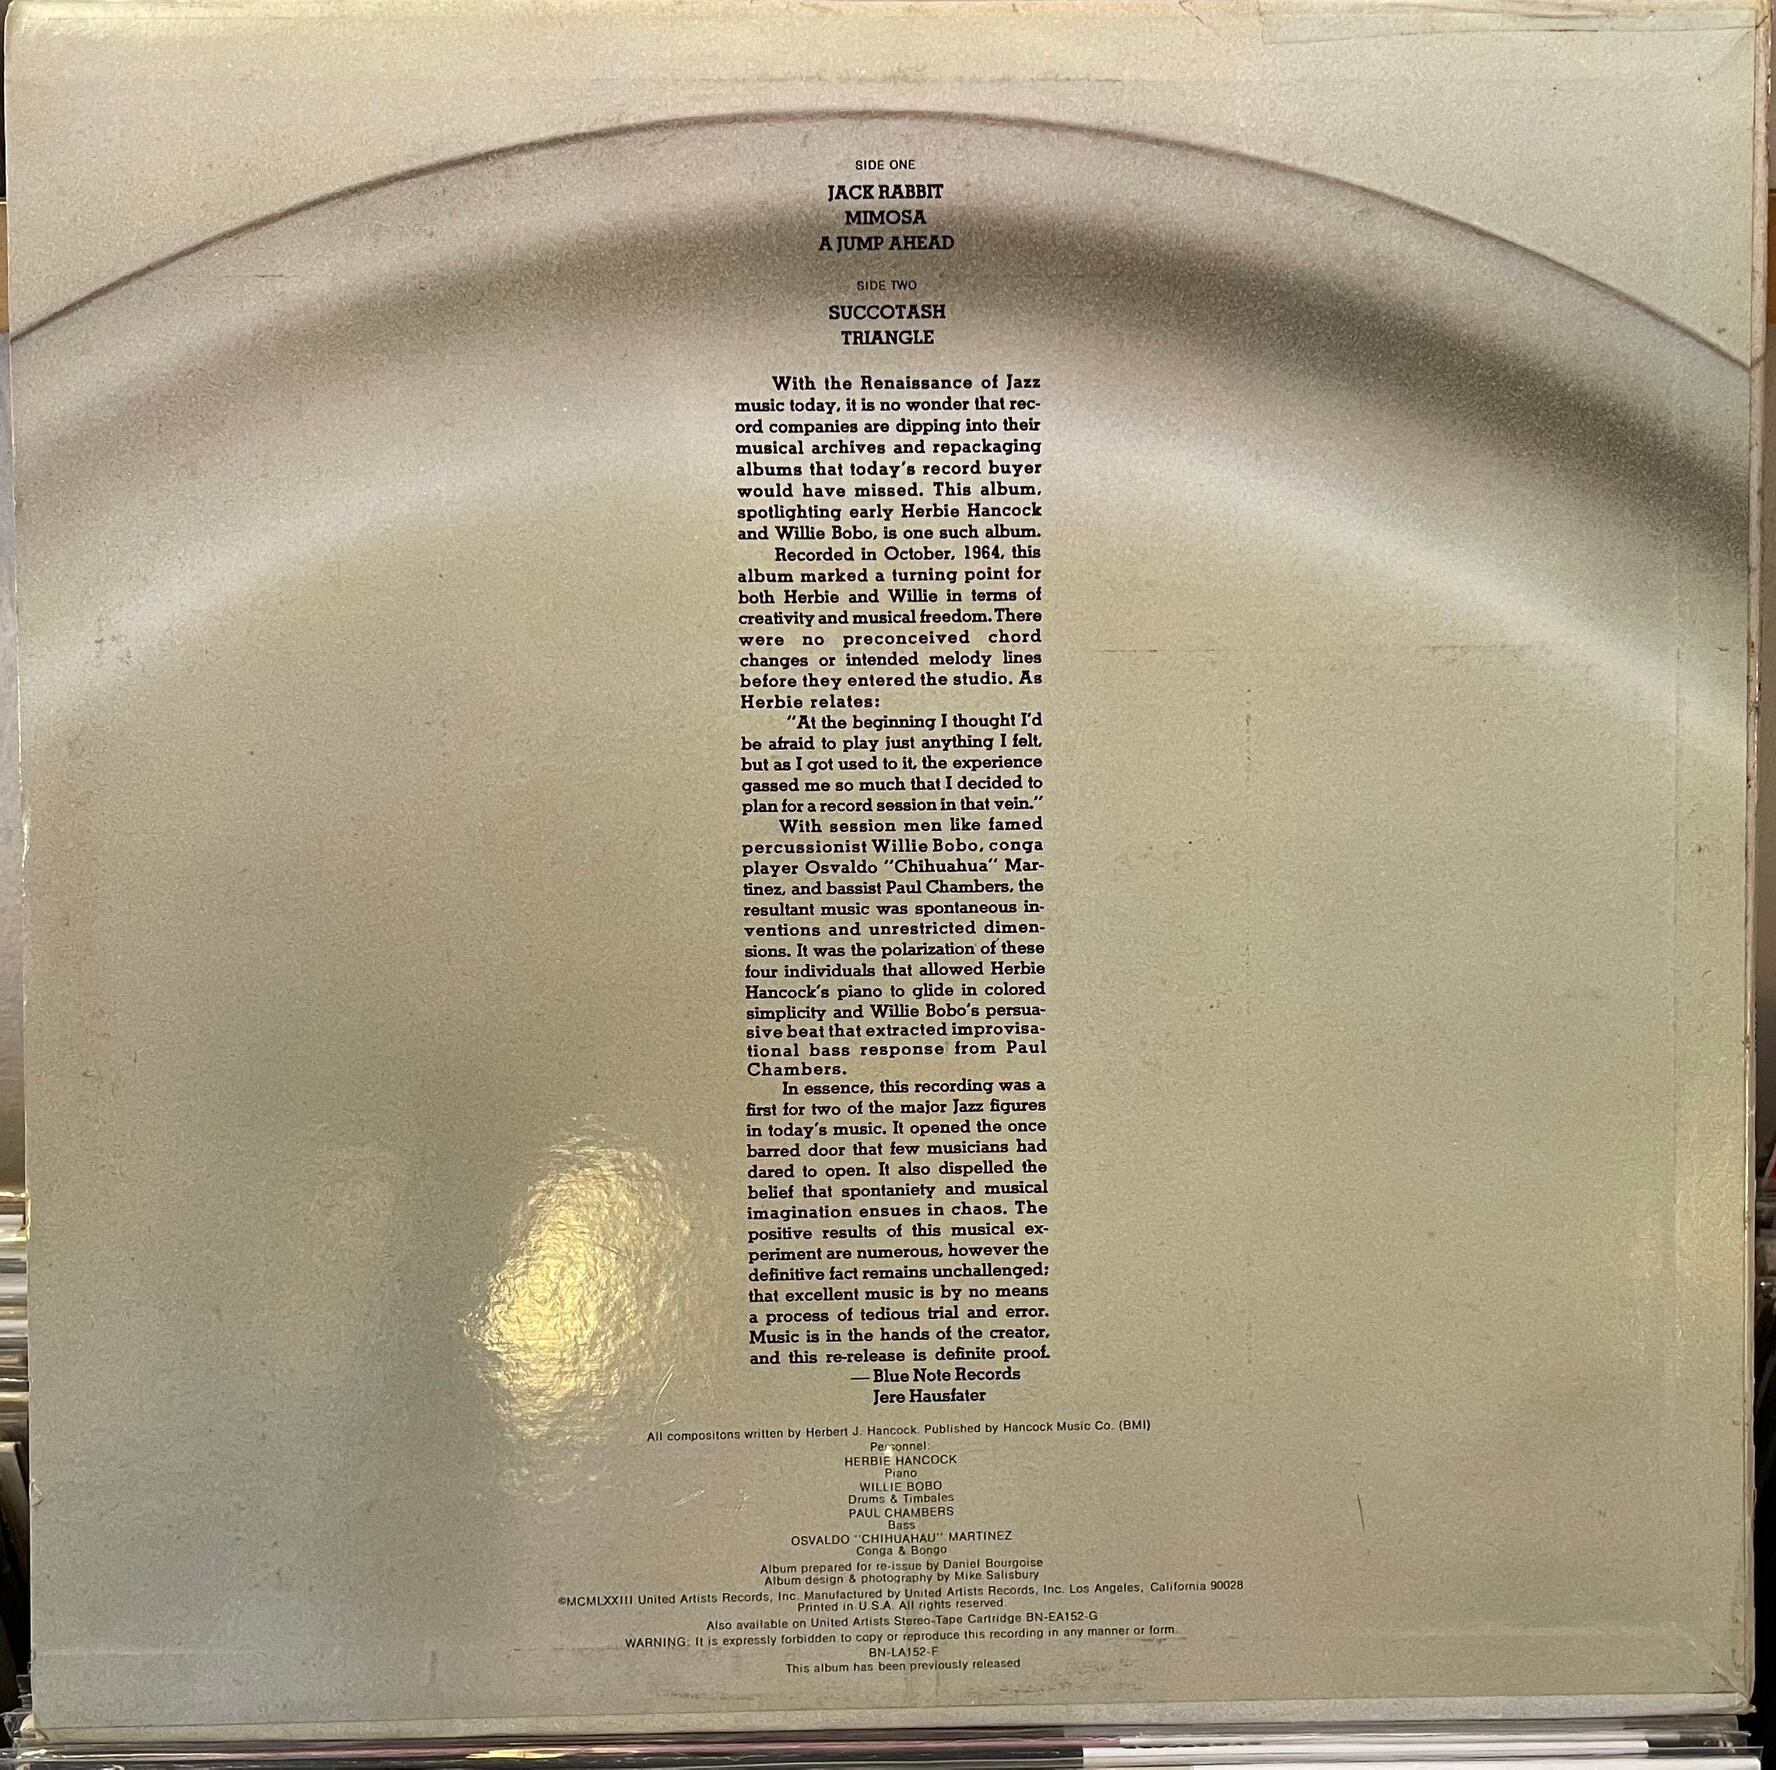 SIDE ONE
JACK RABBIT
MIMOSA
A JUMP AHEAD
SIDE TWO
SUCCOTASH
TRIANGLE
With the Renaissance of Jazz
music today, it is no wonder that rec-
ord companies are dipping into their
musical archives and repackaging
albums that today's record buyer
would have missed. This album,
spotlighting early Herbie Hancock
and Willie Bobo, is one such album.
Recorded in October, 1964, this
album marked a turning point for
both Herbie and Willie in terms of
creativity and musical freedom. There
were no preconceived chord
changes or intended melody lines
before they entered the studio. As
Herbie relates:
"At the beginning I thought I'd
be afraid to play just anything I felt,
but as I got used to it, the experience
gassed me so much that I decided to
plan for a record session in that vein."
With session men like famed
percussionist Willie Bobo, conga
player Osvaldo "Chihuahua" Mar-
tinez, and bassist Paul Chambers, the
resultant music was spontaneous in-
ventions and unrestricted dimen-
sions. It was the polarization of these
four individuals that allowed Herbie
Hancock's piano to glide in colored
simplicity and Willie Bobo's persua-
sive beat that extracted improvisa-
tional bass response from Paul
Chambers.
In essence, this recording was a
first for two of the major Jazz figures
in today's music. It opened the once
barred door that few musicians had
dared to open. It also dispelled the
belief that spontaniety and musical
imagination ensues in chaos. The
positive results of this musical ex-
periment are numerous, however the
definitive fact remains unchallenged;
that excellent music is by no means
a process of tedious trial and error.
Music is in the hands of the creator,
and this re-release is definite proof.
— Blue Note Records
Jere Hausfater
All compositons written by Herbert J. Hancock. Published by Hancock Music Co. (BMI)
Personnel:
HERBIE HANCOCK
Piano
WILLIE BOBO
Drums & Timbales
PAUL CHAMBERS
Bass
OSVALDO "CHIHUAHAU" MARTINEZ
Conga & Bongo
Album prepared for re-issue by Daniel Bourgoise
Album design & photography by Mike Salisbury
©MCMLXXIII United Artists Records, Inc. Manufactured by United Artists Records, Inc. Los Angeles, California 90028
Printed in U.S.A. All rights reserved.
Also available on United Artists Stereo-Tape Cartridge BN-EA152-G
WARNING: It is expressly forbidden to copy or reproduce this recording in any manner or form
BN-LA152-F
This album has been previously released